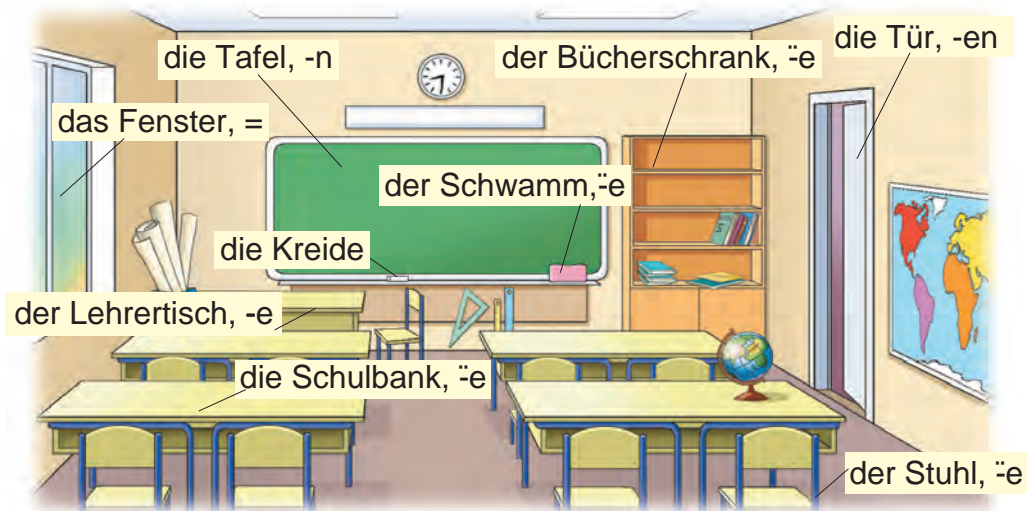 die Tafel, -n
der Bücherschrank, ⸚e
die Tür, -en
das Fenster, =
der Schwamm,⸚e
die Kreide
der Lehrertisch, -e
die Schulbank, ⸚e
der Stuhl, ⸚e